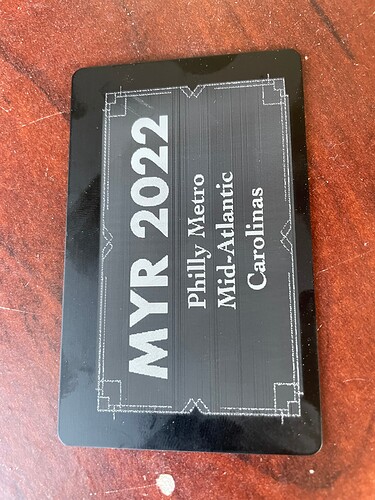 MYR 2022
Philly Metro
Mid-Atlantic
Carolinas